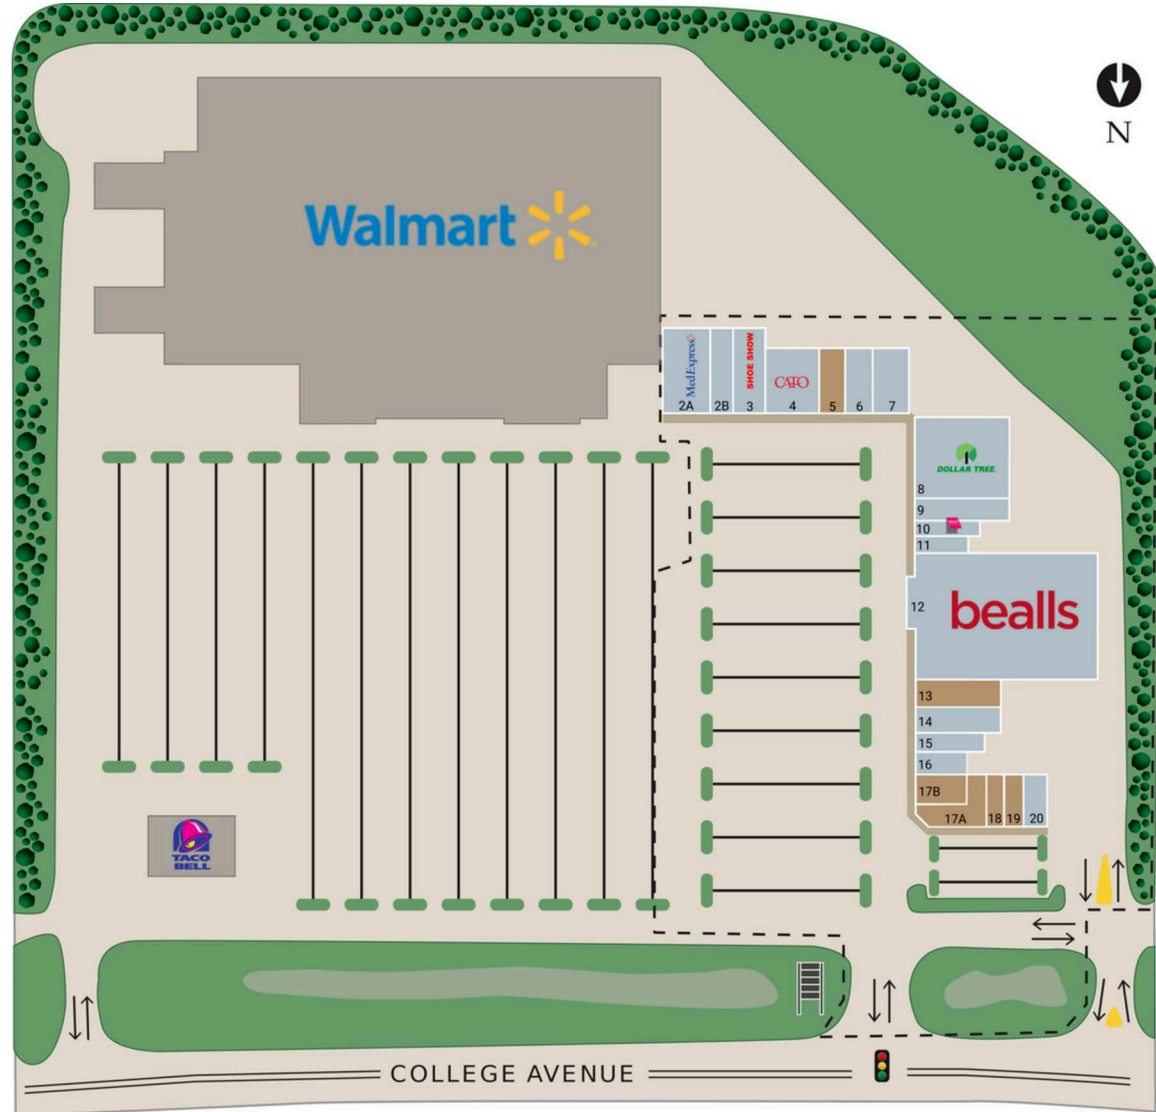 N
Walmart
MedExpress
SHOE SHOW
CATO
2A
2B
3
4
5
6
7
DOLLAR TREE
8
9
10
11
12
bealls
13
14
15
16
17B
17A
18
19
20
TACO
BELL
COLLEGE AVENUE